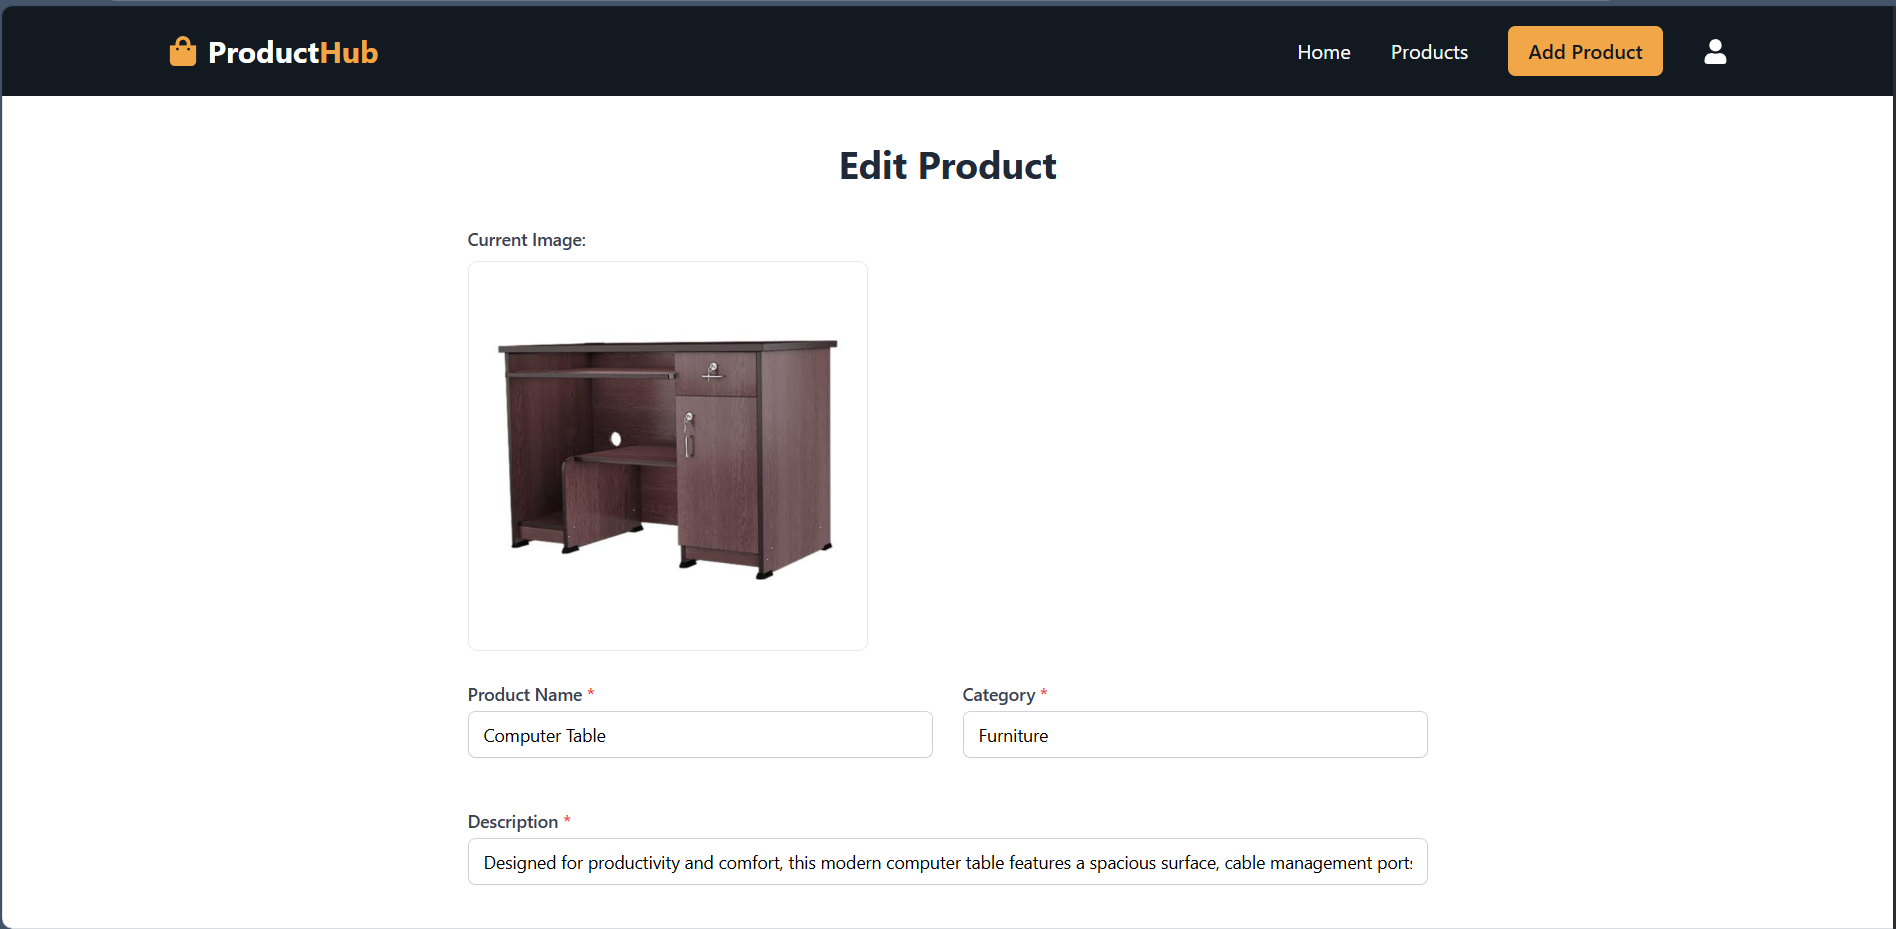 ProductHub
Home Products Add Product
Edit Product
Current Image:
Product Name * Category *
Computer Table Furniture
Description *
Designed for productivity and comfort, this modern computer table features a spacious surface, cable management ports